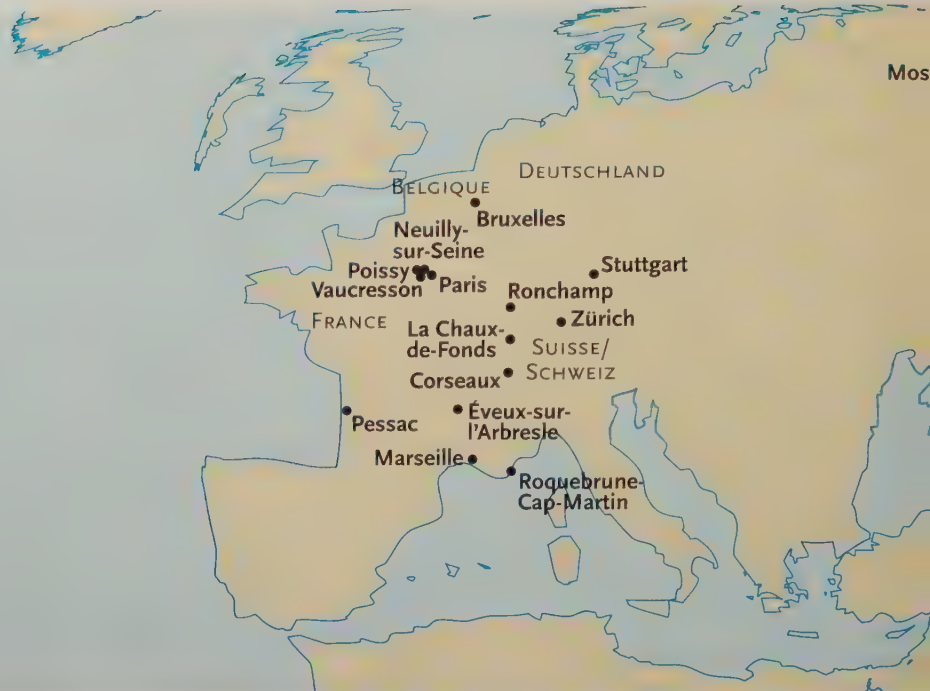 Mos
DEUTSCHLAND
BELGIQUE
Bruxelles
Neuilly-
sur-Seine
Poissy
Paris
Vaucresson
Stuttgart
Ronchamp
FRANCE
Zürich
La Chaux-
de-Fonds
SUISSE/
SCHWEIZ
Corseaux
Éveux-sur-
l'Arbresle
Pessac
Marseille
Roquebrune-
Cap-Martin